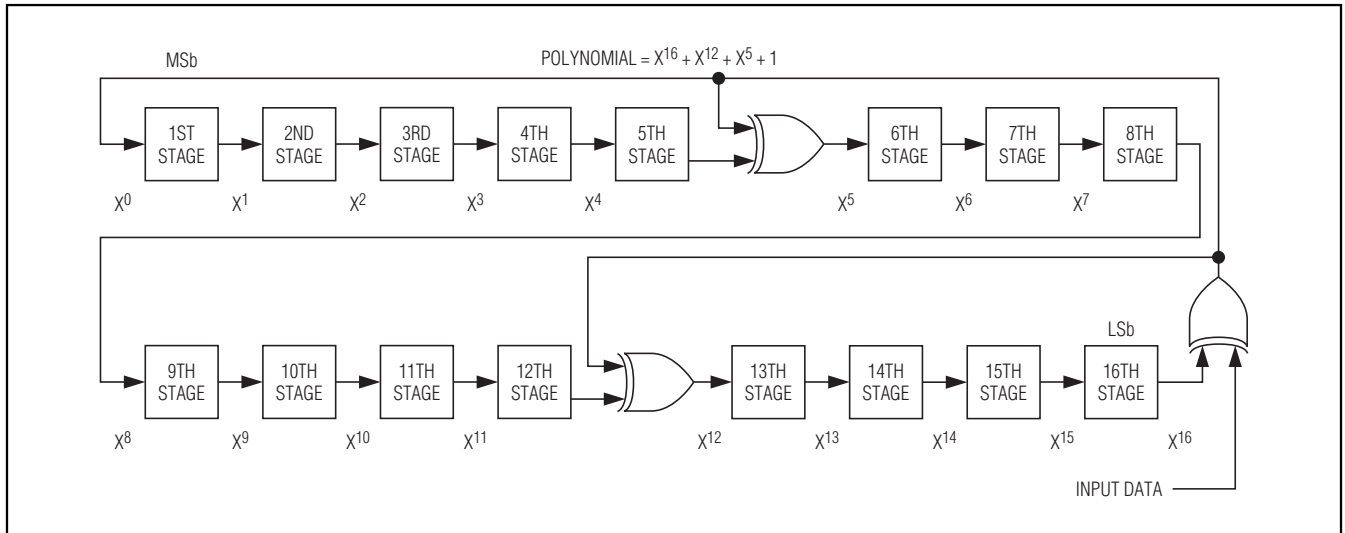 MSb
POLYNOMIAL = X16 + X12 + X5 + 1
1ST
STAGE
2ND
STAGE
3RD
STAGE
4TH
STAGE
5TH
STAGE
6TH
STAGE
7TH
STAGE
8TH
STAGE
X0
X1
X2
X3
X4
X5
X6
X7
LSb
9TH
STAGE
10TH
STAGE
11TH
STAGE
12TH
STAGE
13TH
STAGE
14TH
STAGE
15TH
STAGE
16TH
STAGE
X8
X9
X10
X11
X12
X13
X14
X15
X16
INPUT DATA